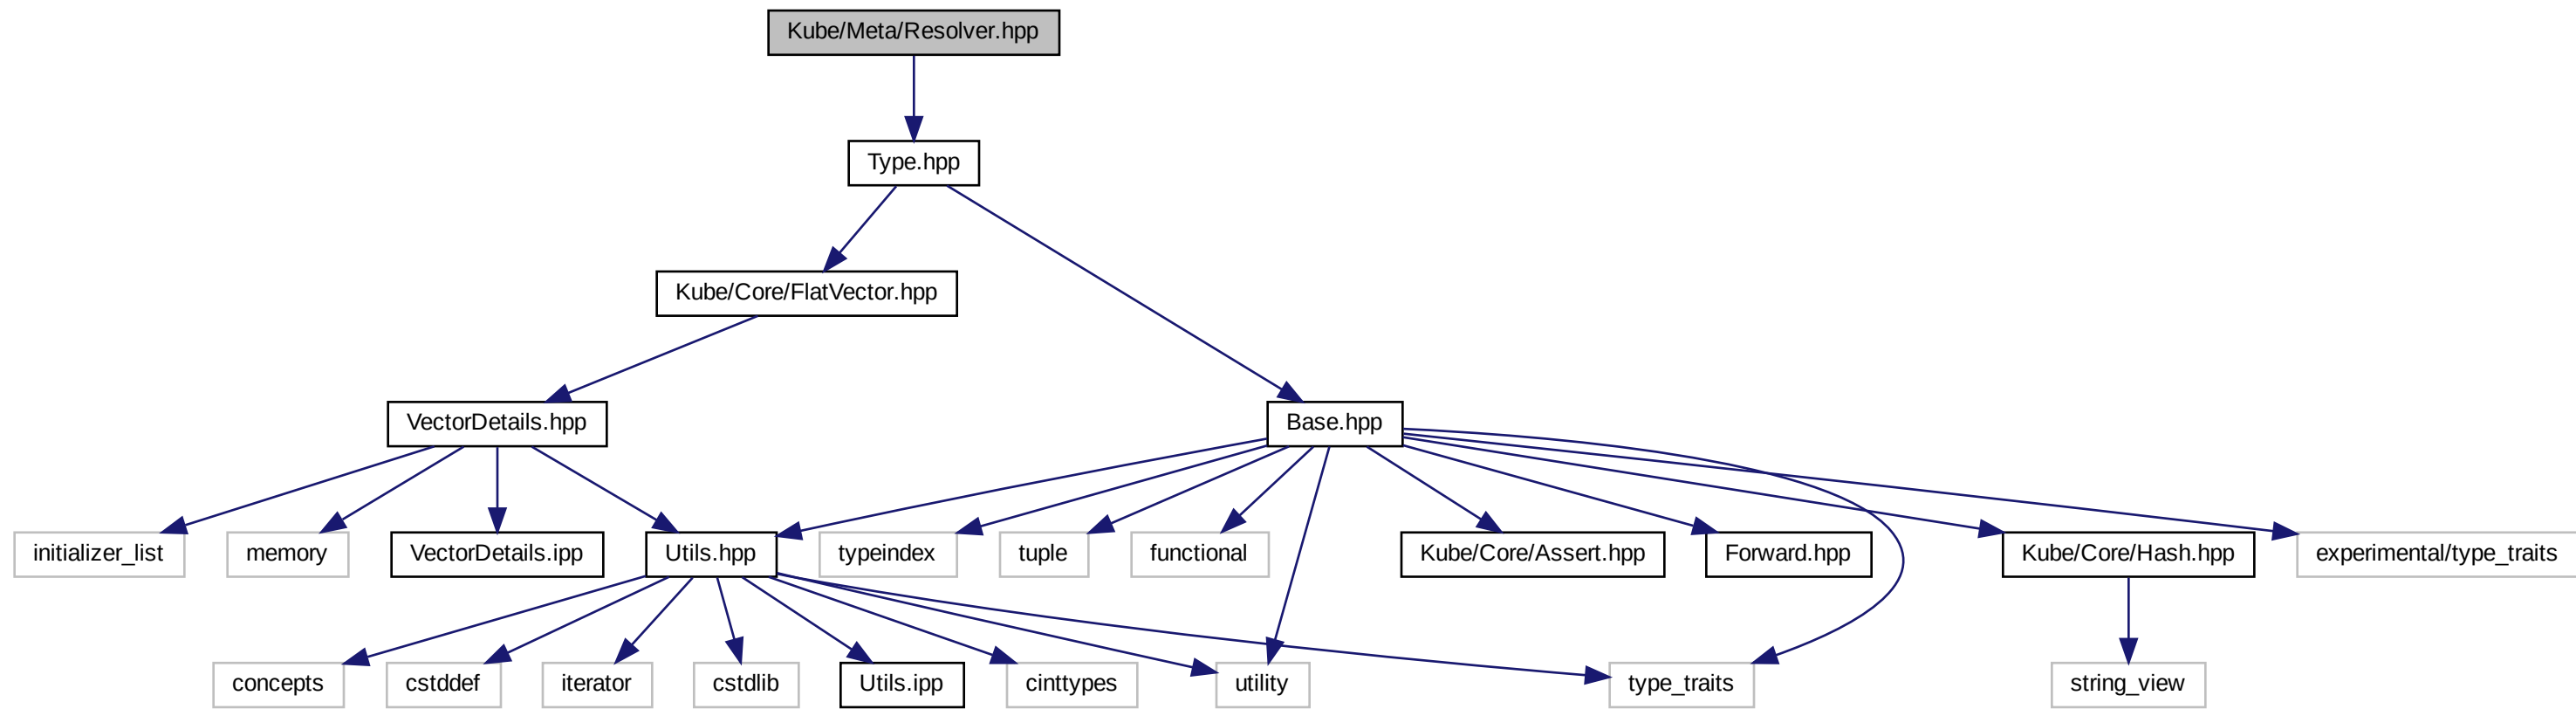 Kube/Meta/Resolver.hpp
Type.hpp
Kube/Core/FlatVector.hpp
VectorDetails.hpp
Base.hpp
initializer_list
memory
VectorDetails.ipp
Utils.hpp
typeindex
tuple
functional
Kube/Core/Assert.hpp
Forward.hpp
Kube/Core/Hash.hpp
experimental/type_traits
concepts
cstddef
iterator
cstdlib
Utils.ipp
cinttypes
utility
type_traits
string_view